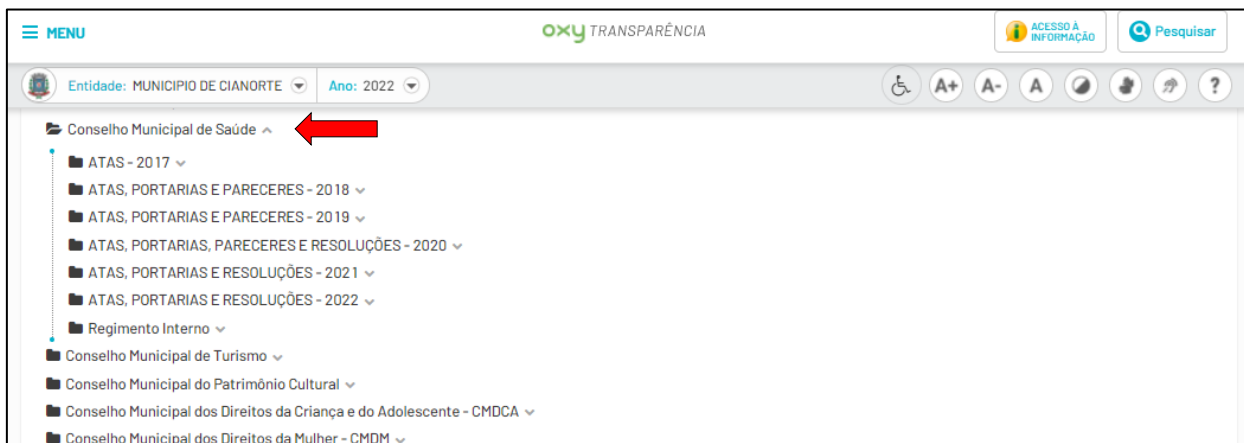 MENU
oxy TRANSPARÊNCIA
ACESSO À
INFORMAÇÃO
Pesquisar
Entidade: MUNICIPIO DE CIANORTE
Ano: 2022
A+
A-
A
?
Conselho Municipal de Saúde
ATAS - 2017
ATAS, PORTARIAS E PARECERES - 2018
ATAS, PORTARIAS E PARECERES - 2019
ATAS, PORTARIAS, PARECERES E RESOLUÇÕES - 2020
ATAS, PORTARIAS E RESOLUÇÕES - 2021
ATAS, PORTARIAS E RESOLUÇÕES - 2022
Regimento Interno
Conselho Municipal de Turismo
Conselho Municipal do Patrimônio Cultural
Conselho Municipal dos Direitos da Criança e do Adolescente - CMDCA
Conselho Municipal dos Direitos da Mulher - CMDM